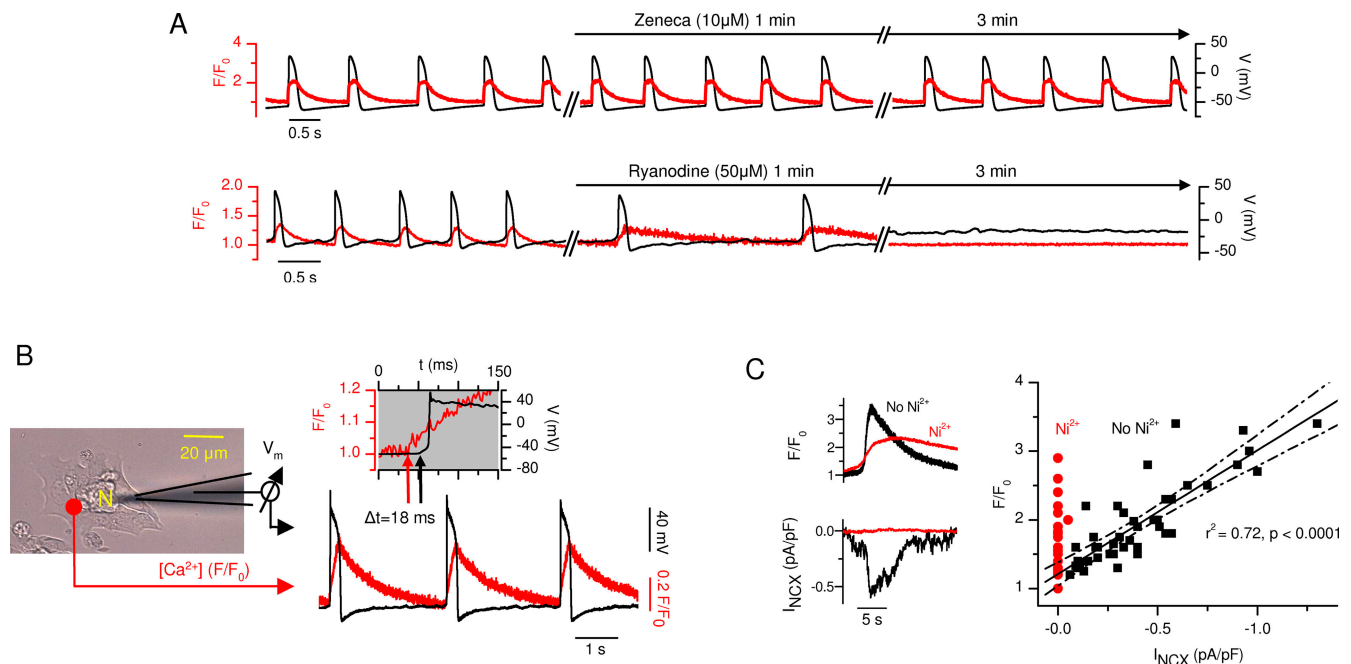 A
Zeneca (10µM) 1 min
3 min
F/F0
4
2
50
0
-50
V (mV)
0.5 s
Ryanodine (50µM) 1 min
3 min
F/F0
2.0
1.5
1.0
50
0
-50
V (mV)
0.5 s
B
t (ms)
0
150
F/F0
1.2
1.1
1.0
40
0
-40
-80
V (mV)
20 µm
Vm
N
Δt=18 ms
[Ca2+] (F/F0)
40 mV
0.2 F/F0
1 s
C
No Ni2+
Ni2+
F/F0
3
2
1
0.0
-0.5
INCX (pA/pF)
5 s
Ni2+
No Ni2+
F/F0
4
3
2
1
r2 = 0.72, p < 0.0001
-0.0
-0.5
-1.0
INCX (pA/pF)